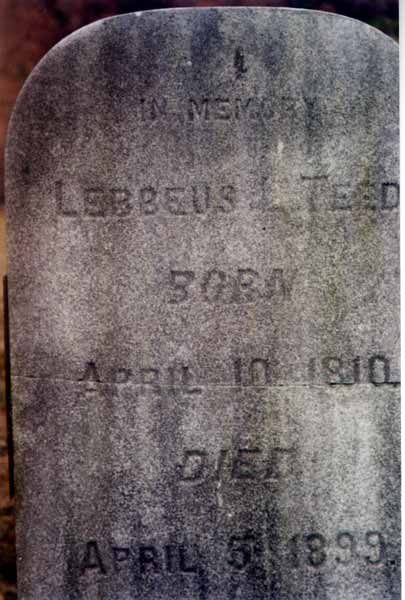 IN MEMORY
LEBBEUS L. TEED
BORN
APRIL 10, 1810.
DIED
APRIL 5, 1899.